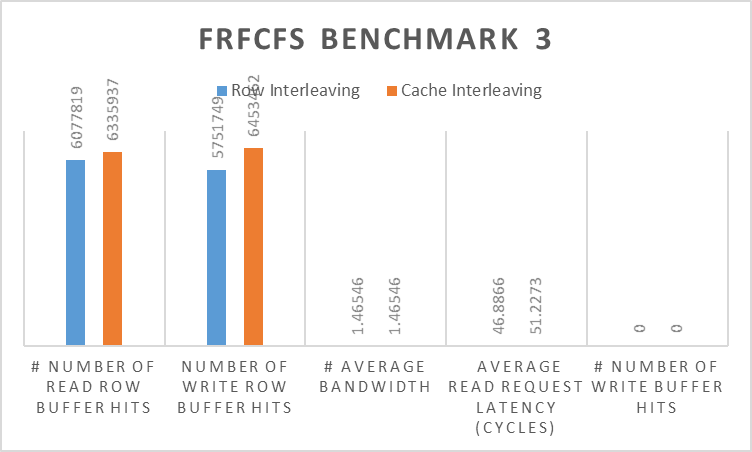 FRFCFS BENCHMARK 3
Row Interleaving
Cache Interleaving
6077819
6335937
5751749
6453462
1.46546
1.46546
46.8866
51.2273
0
0
# NUMBER OF
READ ROW
BUFFER HITS
NUMBER OF
WRITE ROW
BUFFER HITS
# AVERAGE
BANDWIDTH
AVERAGE
READ REQUEST
LATENCY
(CYCLES)
# NUMBER OF
WRITE BUFFER
HITS